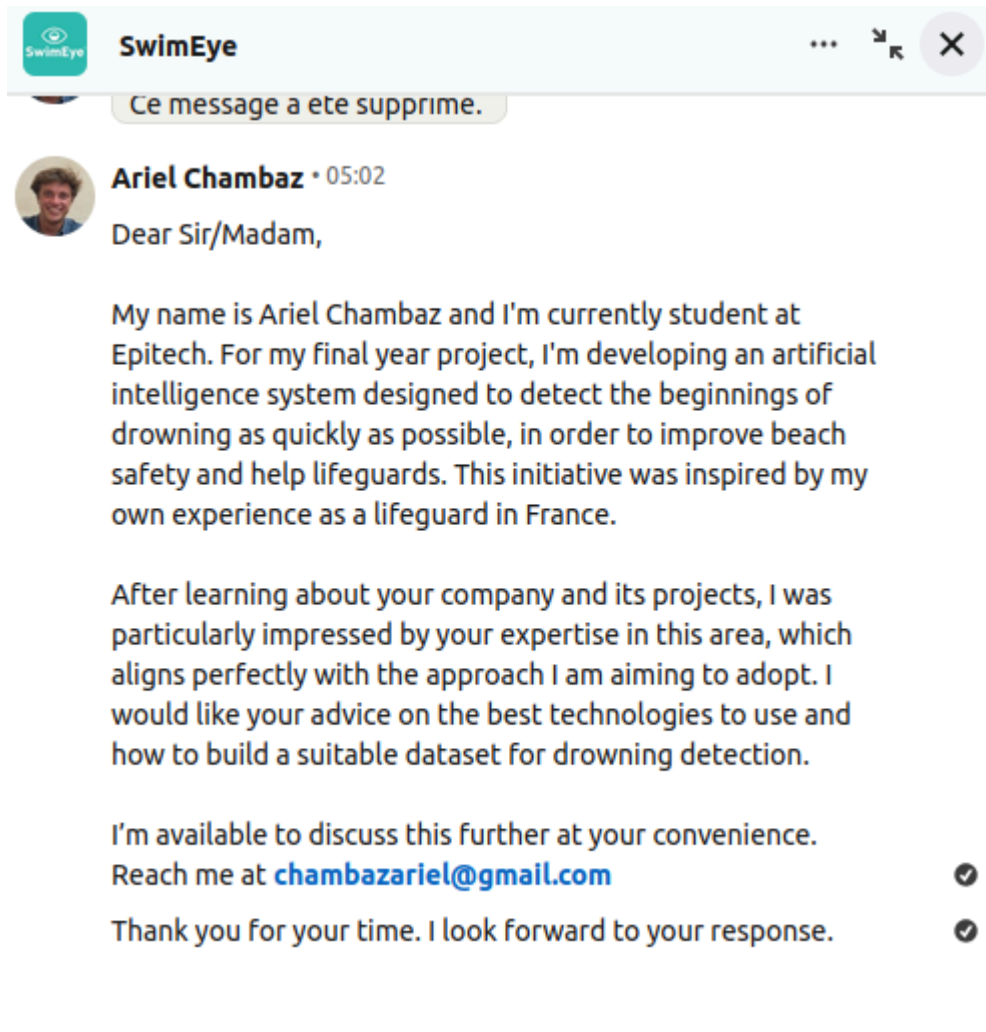 SwimEye
SwimEye
Ce message a ete supprime.
Ariel Chambaz • 05:02
Dear Sir/Madam,
My name is Ariel Chambaz and I'm currently student at
Epitech. For my final year project, I'm developing an artificial
intelligence system designed to detect the beginnings of
drowning as quickly as possible, in order to improve beach
safety and help lifeguards. This initiative was inspired by my
own experience as a lifeguard in France.
After learning about your company and its projects, I was
particularly impressed by your expertise in this area, which
aligns perfectly with the approach I am aiming to adopt. I
would like your advice on the best technologies to use and
how to build a suitable dataset for drowning detection.
I’m available to discuss this further at your convenience.
Reach me at chambazariel@gmail.com
Thank you for your time. I look forward to your response.